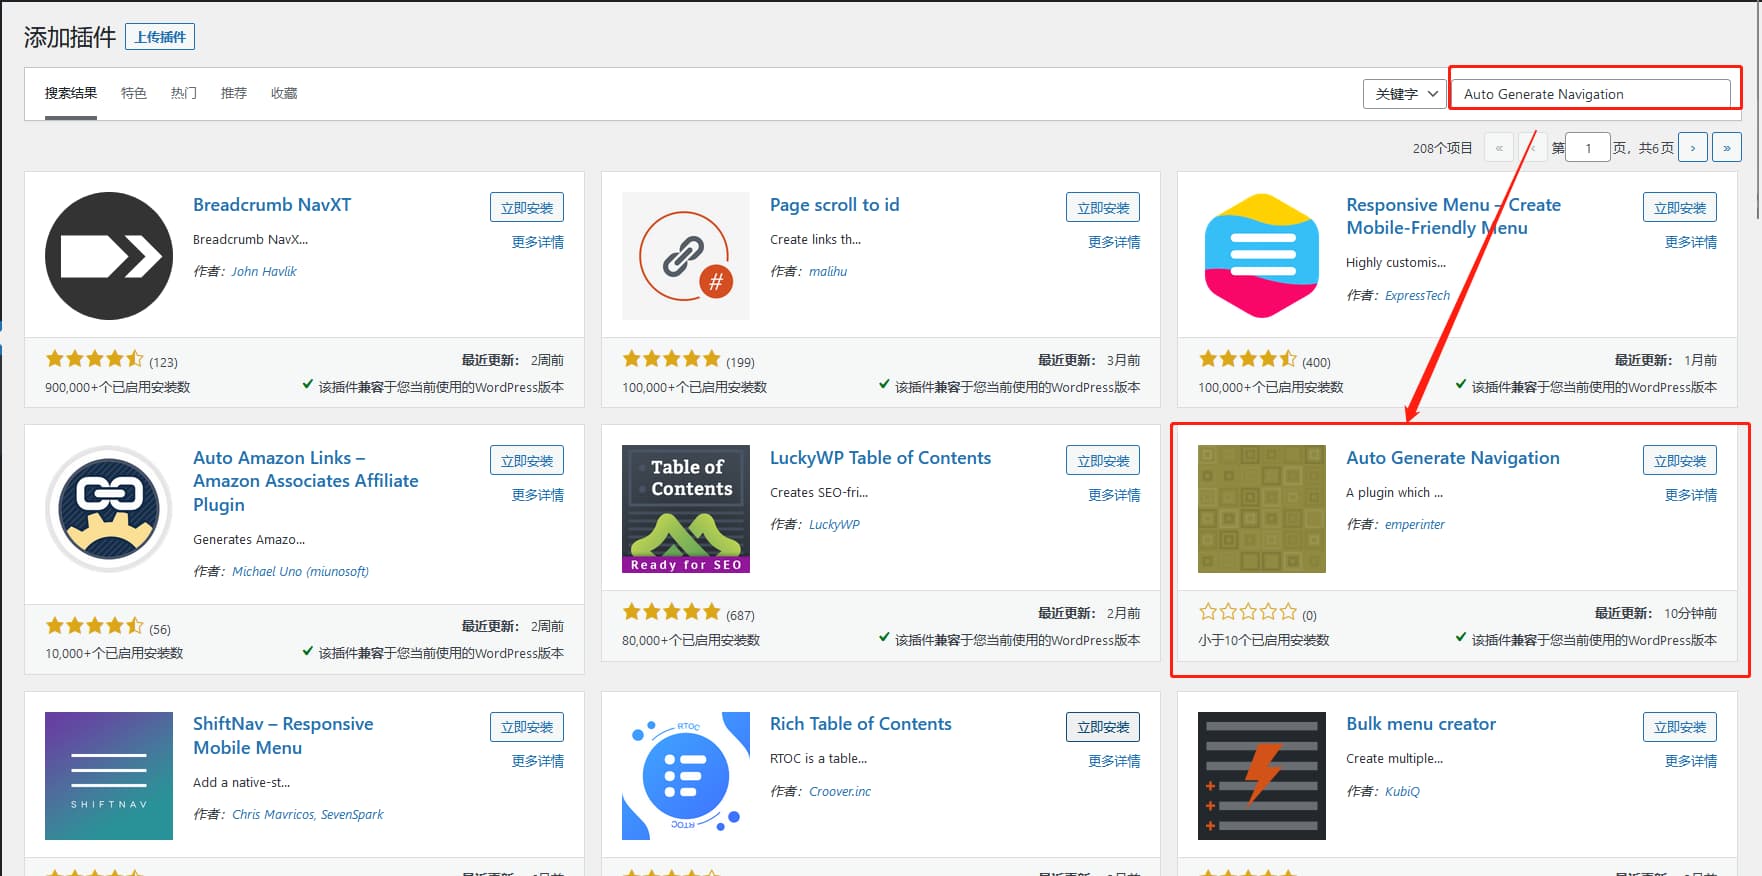 添加插件 上传插件
搜索结果 特色 热门 推荐 收藏 关键字 Auto Generate Navigation
208个项目 « ‹ 第 1 页，共6页 › »
Breadcrumb NavXT
立即安装
更多详情
Breadcrumb NavX...
作者：John Havlik
(123)
最近更新： 2周前
900,000+个已启用安装数
该插件兼容于您当前使用的WordPress版本
#
Page scroll to id
立即安装
更多详情
Create links th...
作者：malihu
(199)
最近更新： 3月前
100,000+个已启用安装数
该插件兼容于您当前使用的WordPress版本
Responsive Menu – Create
Mobile-Friendly Menu
立即安装
更多详情
Highly customis...
作者：ExpressTech
(400)
最近更新： 1月前
100,000+个已启用安装数
该插件兼容于您当前使用的WordPress版本
Auto Amazon Links –
Amazon Associates Affiliate
Plugin
立即安装
更多详情
Generates Amazo...
作者：Michael Uno (miunosoft)
(56)
最近更新： 2周前
10,000+个已启用安装数
该插件兼容于您当前使用的WordPress版本
Table of
Contents
Ready for SEO
LuckyWP Table of Contents
立即安装
更多详情
Creates SEO-fri...
作者：LuckyWP
(687)
最近更新： 2月前
80,000+个已启用安装数
该插件兼容于您当前使用的WordPress版本
Auto Generate Navigation
立即安装
更多详情
A plugin which ...
作者：emperinter
(0)
最近更新： 10分钟前
小于10个已启用安装数
该插件兼容于您当前使用的WordPress版本
SHIFTNAV
ShiftNav – Responsive
Mobile Menu
立即安装
更多详情
Add a native-st...
作者：Chris Mavricos, SevenSpark
RTOC
RTOC
Rich Table of Contents
立即安装
更多详情
RTOC is a table...
作者：Croover.inc
Bulk menu creator
立即安装
更多详情
Create multiple...
作者：KubiQ